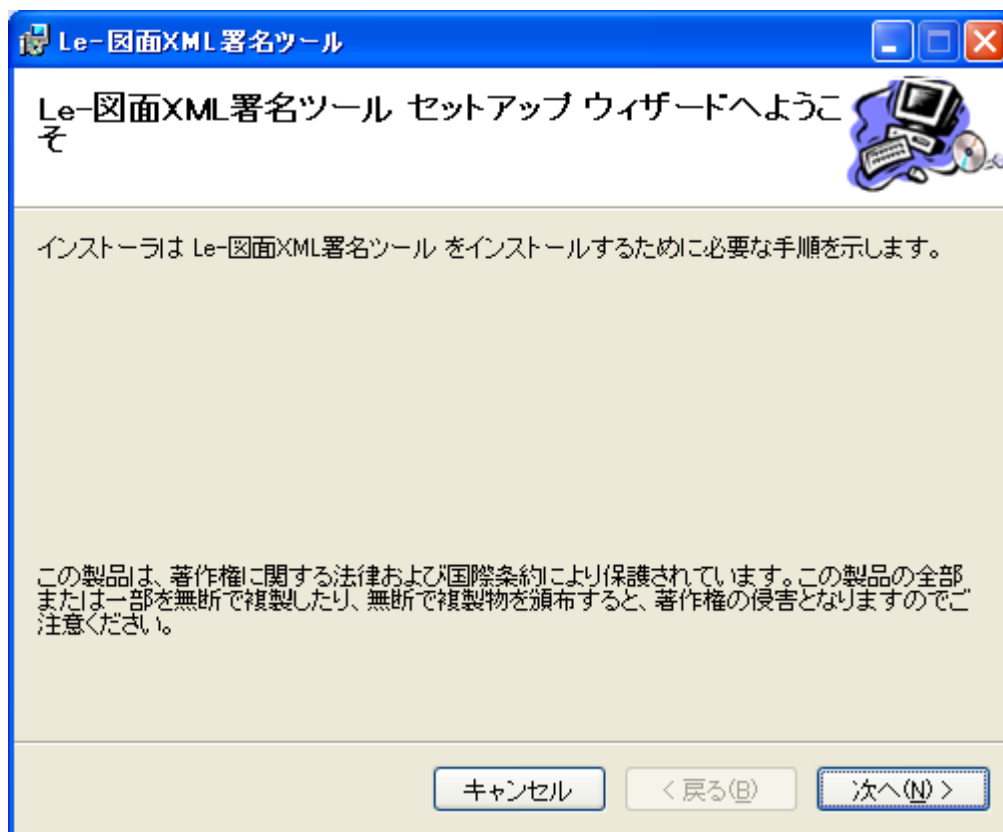 Le-図面XML署名ツール
Le-図面XML署名ツール セットアップ ウィザードへようこ
そ
インストーラは Le-図面XML署名ツール をインストールするために必要な手順を示します。
この製品は、著作権に関する法律および国際条約により保護されています。この製品の全部
または一部を無断で複製したり、無断で複製物を頒布すると、著作権の侵害となりますのでご
注意ください。
キャンセル
< 戻る(B)
次へ(N) >